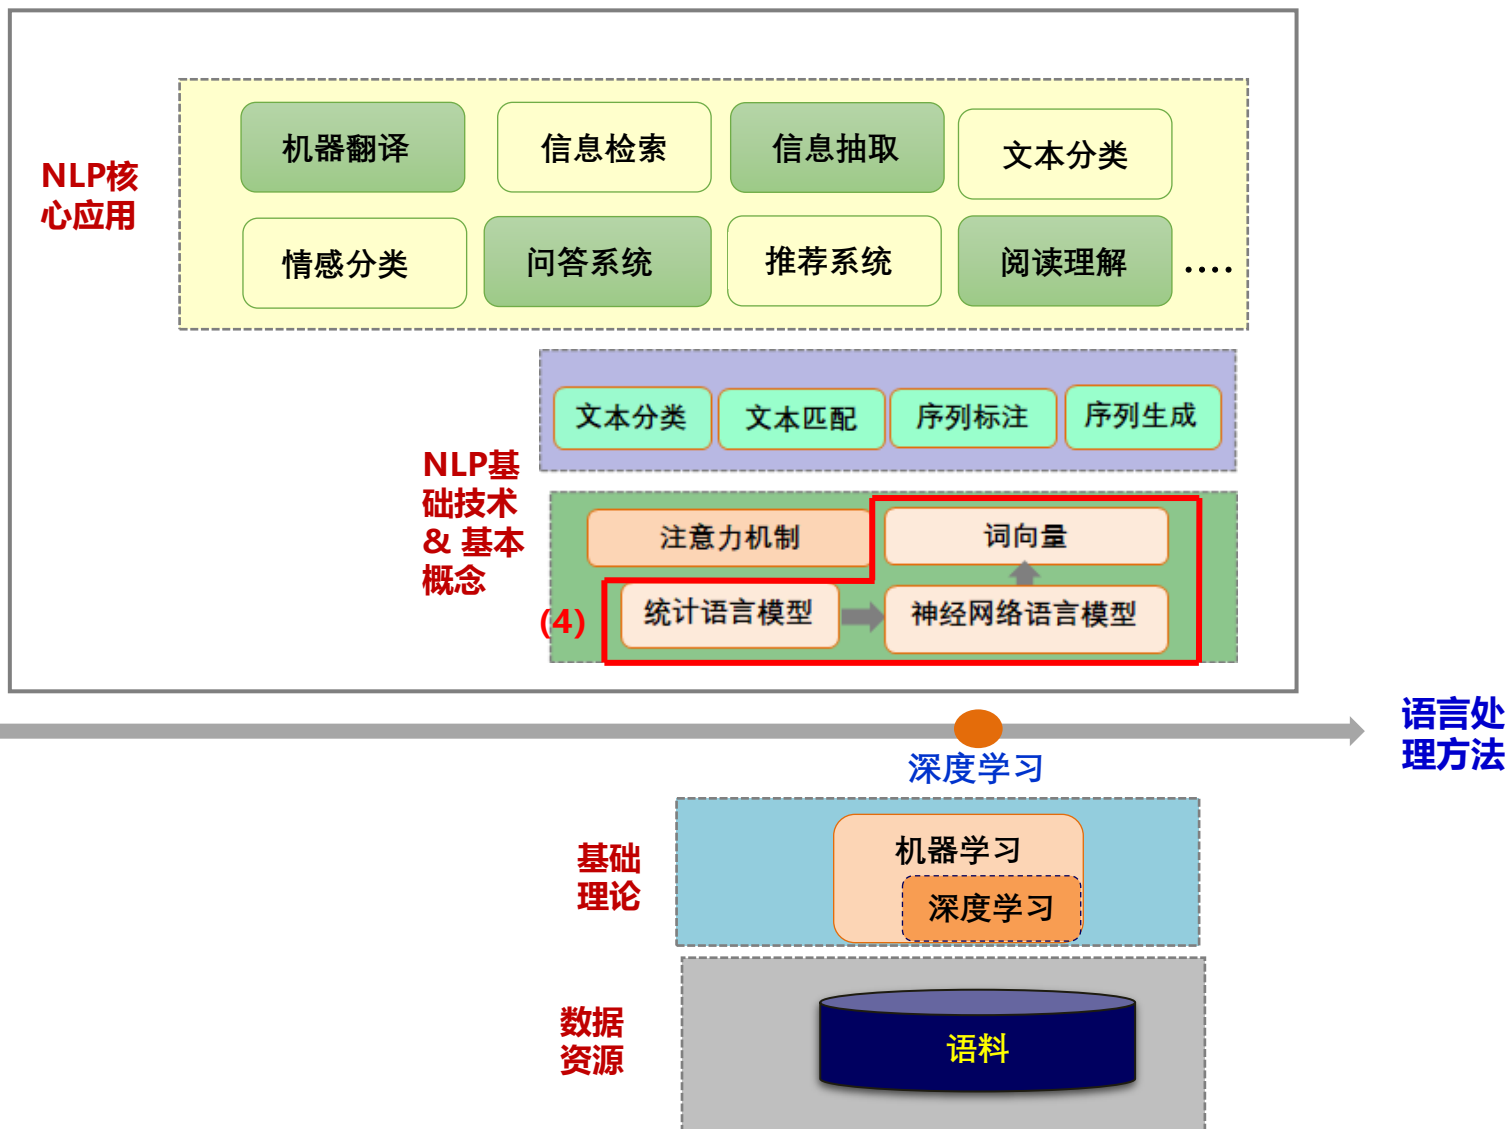 机器翻译
信息检索
信息抽取
文本分类
NLP核
心应用
情感分类
问答系统
推荐系统
阅读理解
....
文本分类
文本匹配
序列标注
序列生成
NLP基
础技术
& 基本
概念
注意力机制
词向量
(4)
统计语言模型
神经网络语言模型
语言处
理方法
深度学习
基础
理论
机器学习
深度学习
数据
资源
语料